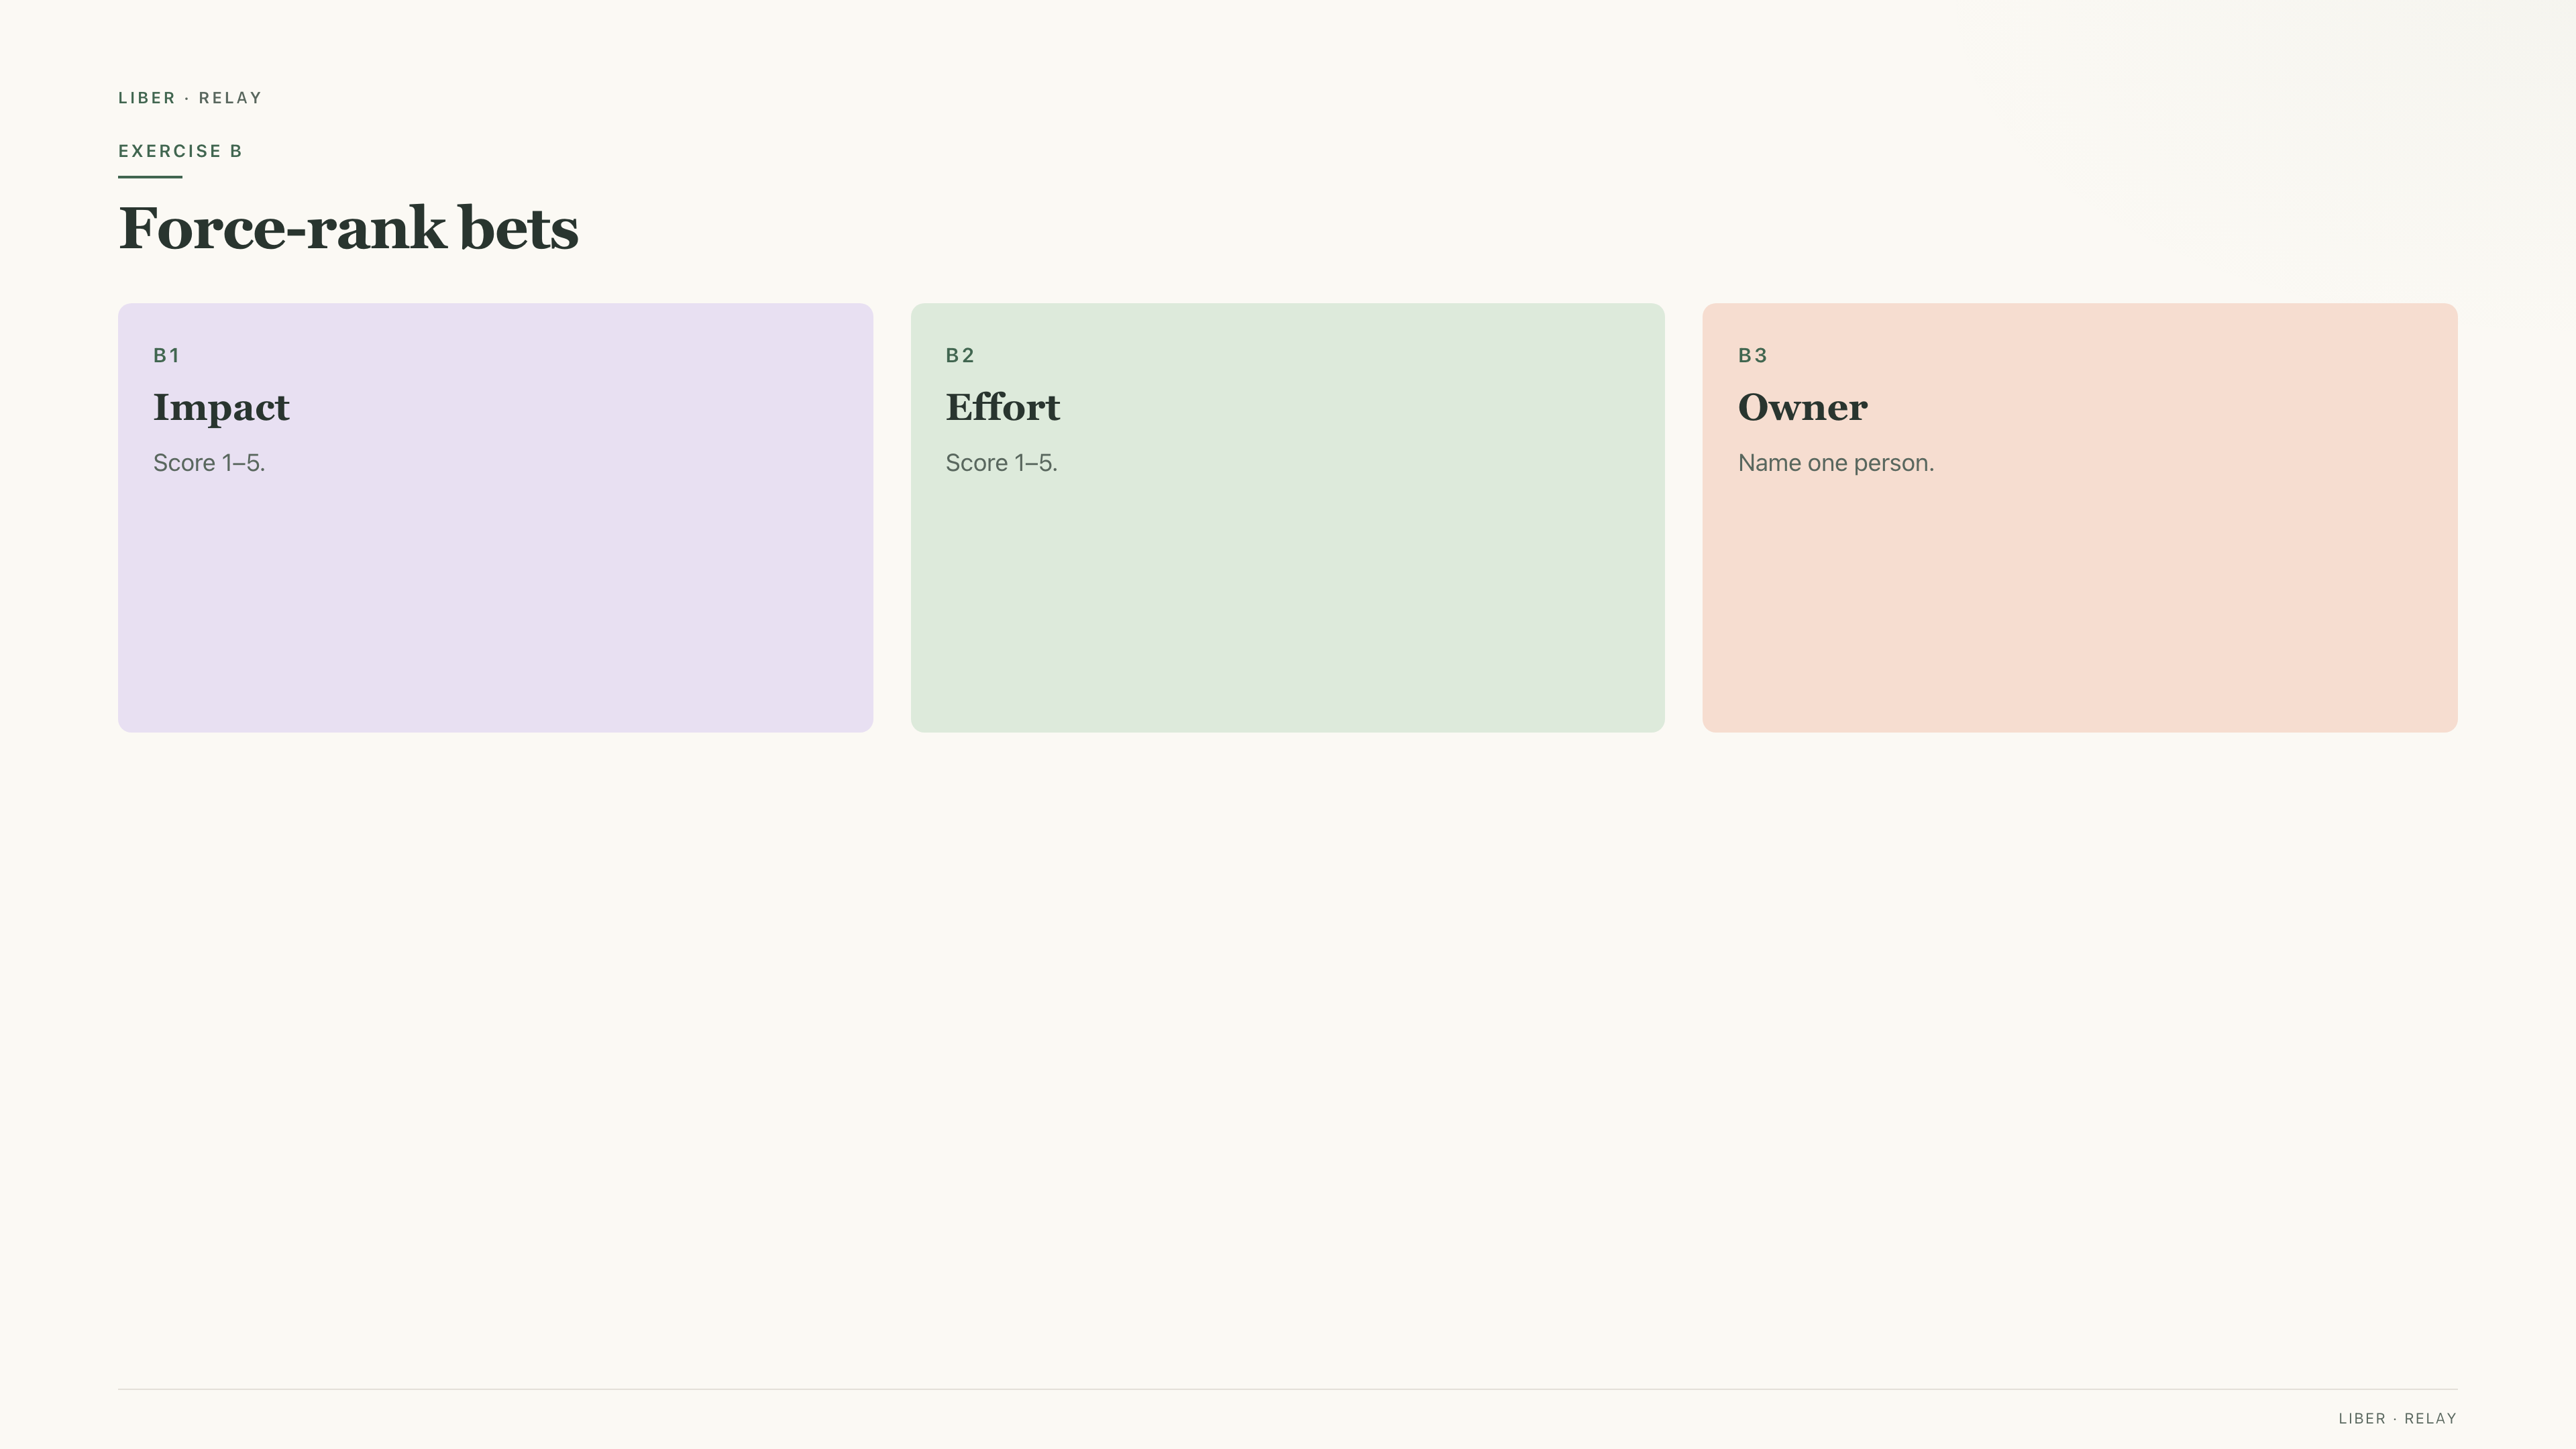 LIBER · RELAY
EXERCISE B
Force-rank bets
B1
Impact
Score 1–5.
B2
Effort
Score 1–5.
B3
Owner
Name one person.
LIBER · RELAY